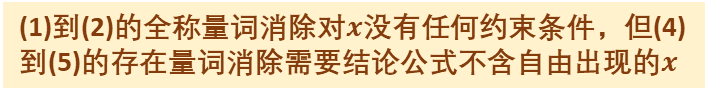 (1)到(2)的全称量词消除对x没有任何约束条件，但(4)
到(5)的存在量词消除需要结论公式不含自由出现的x